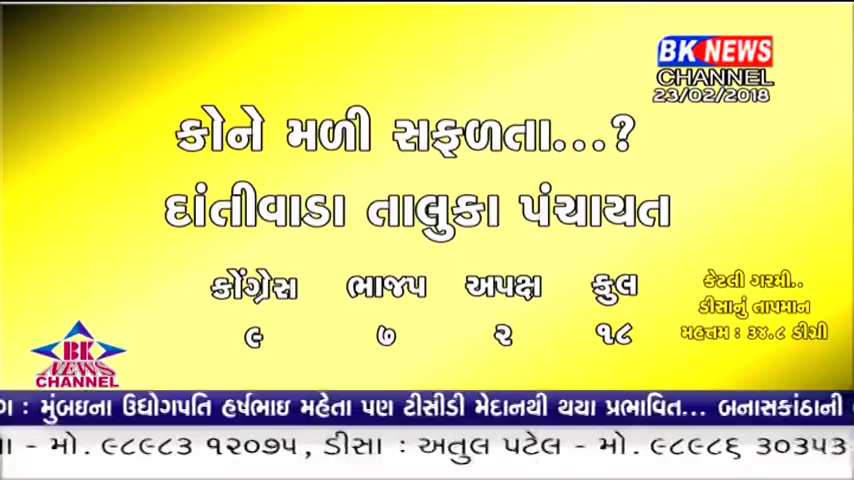 BK NEWS
CHANNEL
23/02/2018
કોને મળી સફળતા...?
દાંતીવાડા તાલુકા પંચાયત
કોંગ્રેસ ભાજપ અપક્ષ કુલ
૯ ૭ ૨ ૧૮
કેટલી ગરમી..
ડીસાનું તાપમાન
મહત્તમ : ૩૪.૮ ડીગ્રી
BK
NEWS
CHANNEL
: મુંબઇના ઉદ્યોગપતિ હર્ષભાઇ મહેતા પણ ટીસીડી મેદાનથી થયા પ્રભાવિત... બનાસકાંઠાની
- મો. ૯૮૯૮૩ ૧૨૦૭૫, ડીસા : અતુલ પટેલ - મો. ૯૮૯૮૬ ૩૦૩૫૩